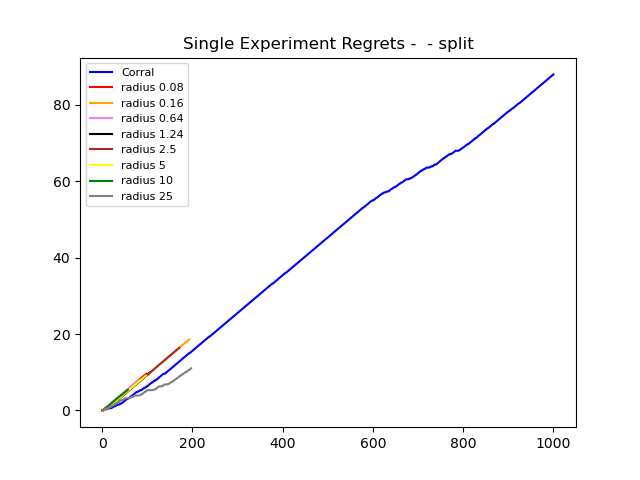 Single Experiment Regrets -  - split
Corral
radius 0.08
radius 0.16
radius 0.64
radius 1.24
radius 2.5
radius 5
radius 10
radius 25
80
60
40
20
0
0 200 400 600 800 1000